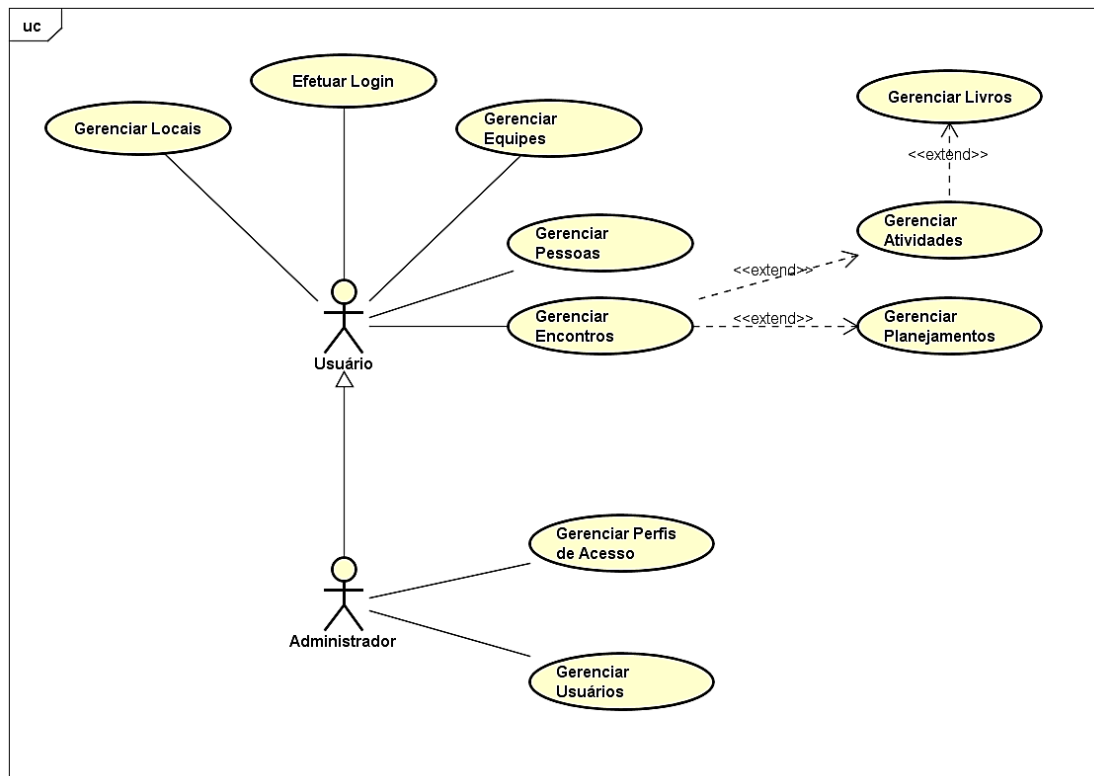 uc
Efetuar Login
Gerenciar Livros
Gerenciar Locais
Gerenciar
Equipes
<<extend>>
Gerenciar
Pessoas
Gerenciar
Atividades
<<extend>>
Gerenciar
Encontros
<<extend>>
Gerenciar
Planejamentos
Usuário
Gerenciar Perfis
de Acesso
Administrador
Gerenciar
Usuários